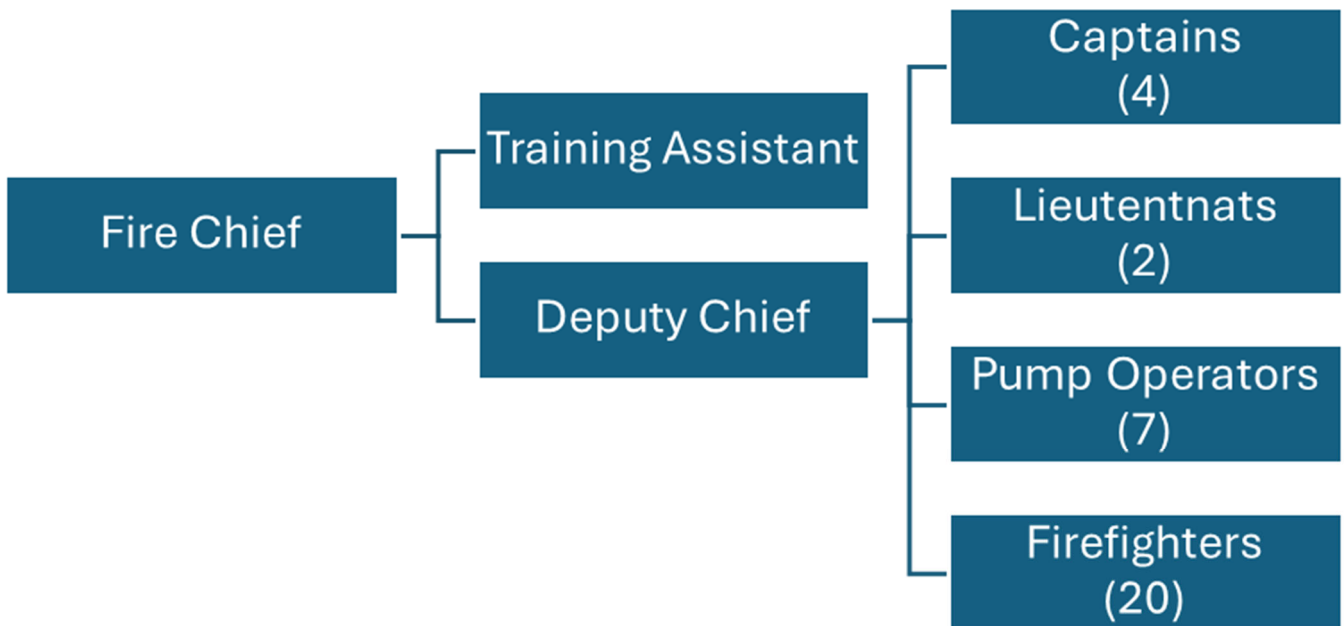 Fire Chief
Training Assistant
Deputy Chief
Captains
(4)
Lieutentnats
(2)
Pump Operators
(7)
Firefighters
(20)